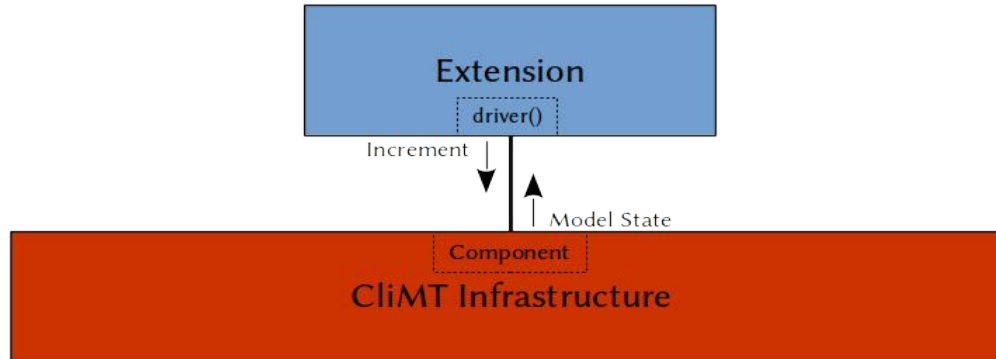 Extension
driver()
Increment
Model State
Component
CliMT Infrastructure